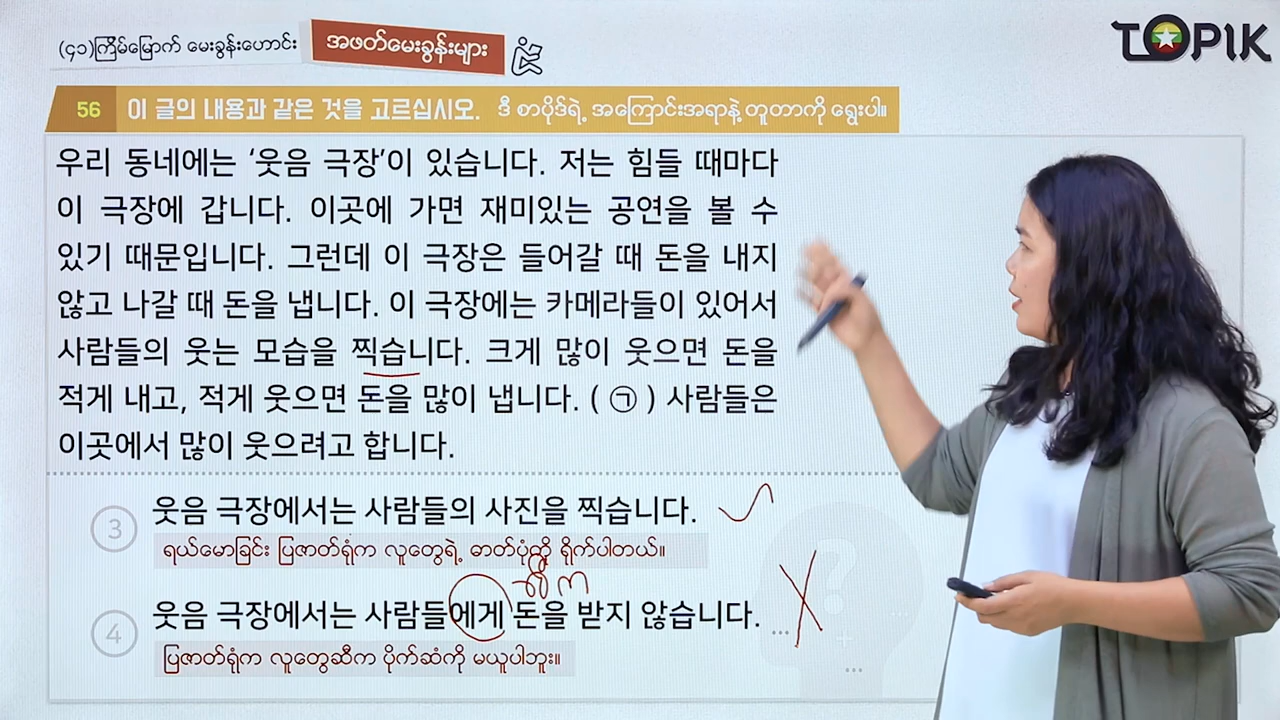 (၄၁)ကြိမ်မြောက် မေးခွန်းဟောင်း
အဖတ်မေးခွန်းများ
TOPIK
56 이 글의 내용과 같은 것을 고르십시오. ဒီ စာပိုဒ်ရဲ့ အကြောင်းအရာနဲ့ တူတာကို ရွေးပါ။
우리 동네에는 ‘웃음 극장’이 있습니다. 저는 힘들 때마다
이 극장에 갑니다. 이곳에 가면 재미있는 공연을 볼 수
있기 때문입니다. 그런데 이 극장은 들어갈 때 돈을 내지
않고 나갈 때 돈을 냅니다. 이 극장에는 카메라들이 있어서
사람들의 웃는 모습을 찍습니다. 크게 많이 웃으면 돈을
적게 내고, 적게 웃으면 돈을 많이 냅니다. ( ㉠ ) 사람들은
이곳에서 많이 웃으려고 합니다.
③ 웃음 극장에서는 사람들의 사진을 찍습니다.
ရယ်မောခြင်း ပြဇာတ်ရုံက လူတွေရဲ့ ဓာတ်ပုံကို ရိုက်ပါတယ်။
ဆီက
④ 웃음 극장에서는 사람들에게 돈을 받지 않습니다.
ပြဇာတ်ရုံက လူတွေဆီက ပိုက်ဆံကို မယူပါဘူး။